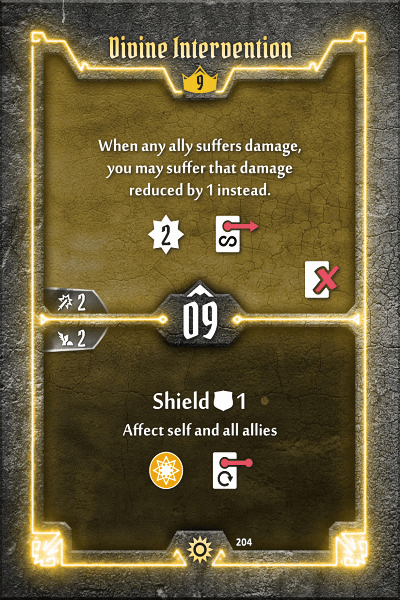 Divine Intervention
9
When any ally suffers damage,
you may suffer that damage
reduced by 1 instead.
2
2
09
2
Shield 1
Affect self and all allies
204